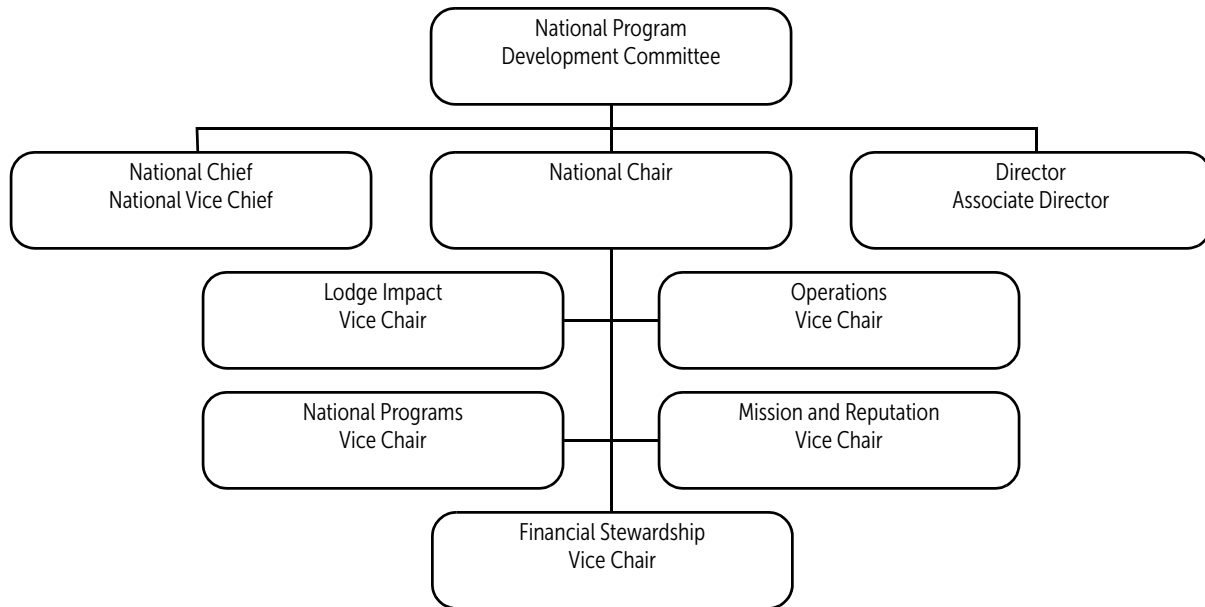 National Program
Development Committee
National Chief
National Vice Chief
National Chair
Director
Associate Director
Lodge Impact
Vice Chair
Operations
Vice Chair
National Programs
Vice Chair
Mission and Reputation
Vice Chair
Financial Stewardship
Vice Chair